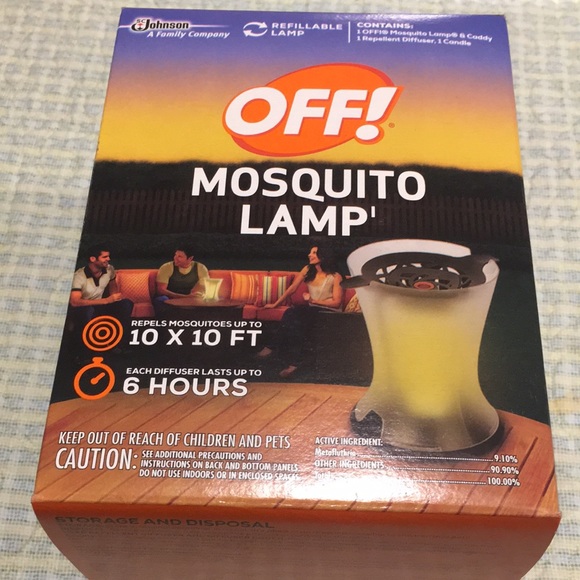 SC Johnson
A Family Company
REFILLABLE
LAMP
CONTAINS:
1 OFF!® Mosquito Lamp® & Caddy
1 Repellent Diffuser, 1 Candle
OFF!®
MOSQUITO
LAMP¹
REPELS MOSQUITOES UP TO
10 X 10 FT
EACH DIFFUSER LASTS UP TO
6 HOURS
KEEP OUT OF REACH OF CHILDREN AND PETS
CAUTION: SEE ADDITIONAL PRECAUTIONS AND
INSTRUCTIONS ON BACK AND BOTTOM PANELS
DO NOT USE INDOORS OR IN ENCLOSED SPACES
ACTIVE INGREDIENT:
Metofluthrin 9.10%
OTHER INGREDIENTS 90.90%
100.00%
STORAGE AND DISPOSAL